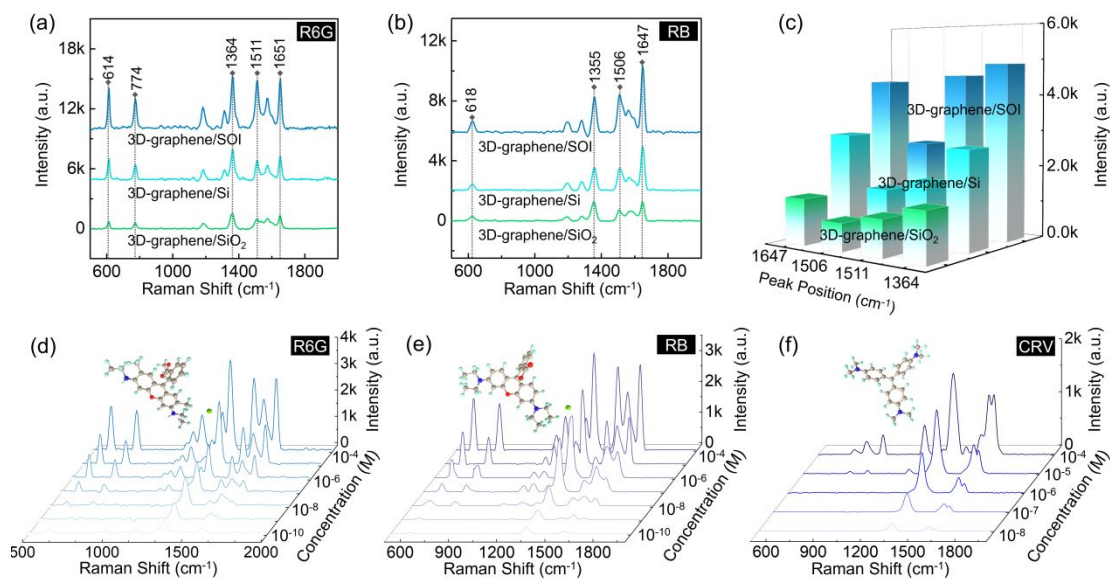 (a)
R6G
18k
12k
6k
0
Intensity (a.u.)
614
774
1364
1511
1651
3D-graphene/SOI
3D-graphene/Si
3D-graphene/SiO2
600
1000
1400
1800
Raman Shift (cm-1)
(b)
RB
12k
8k
4k
0
Intensity (a.u.)
618
1355
1506
1647
3D-graphene/SOI
3D-graphene/Si
3D-graphene/SiO2
600
1000
1400
1800
Raman Shift (cm-1)
(c)
6.0k
4.0k
2.0k
0.0k
Intensity (a.u.)
3D-graphene/SOI
3D-graphene/Si
3D-graphene/SiO2
1647
1506
1511
1364
Peak Position (cm-1)
(d)
R6G
4k
3k
2k
1k
0
Intensity (a.u.)
10-4
10-6
10-8
10-10
Concentration (M)
500
1000
1500
2000
Raman Shift (cm-1)
(e)
RB
3k
2k
1k
0
Intensity (a.u.)
10-4
10-6
10-8
10-10
Concentration (M)
600
1000
1400
1800
Raman Shift (cm-1)
(f)
CRV
2k
1k
0
Intensity (a.u.)
10-4
10-5
10-6
10-7
10-8
Concentration (M)
600
900
1200
1500
1800
Raman Shift (cm-1)